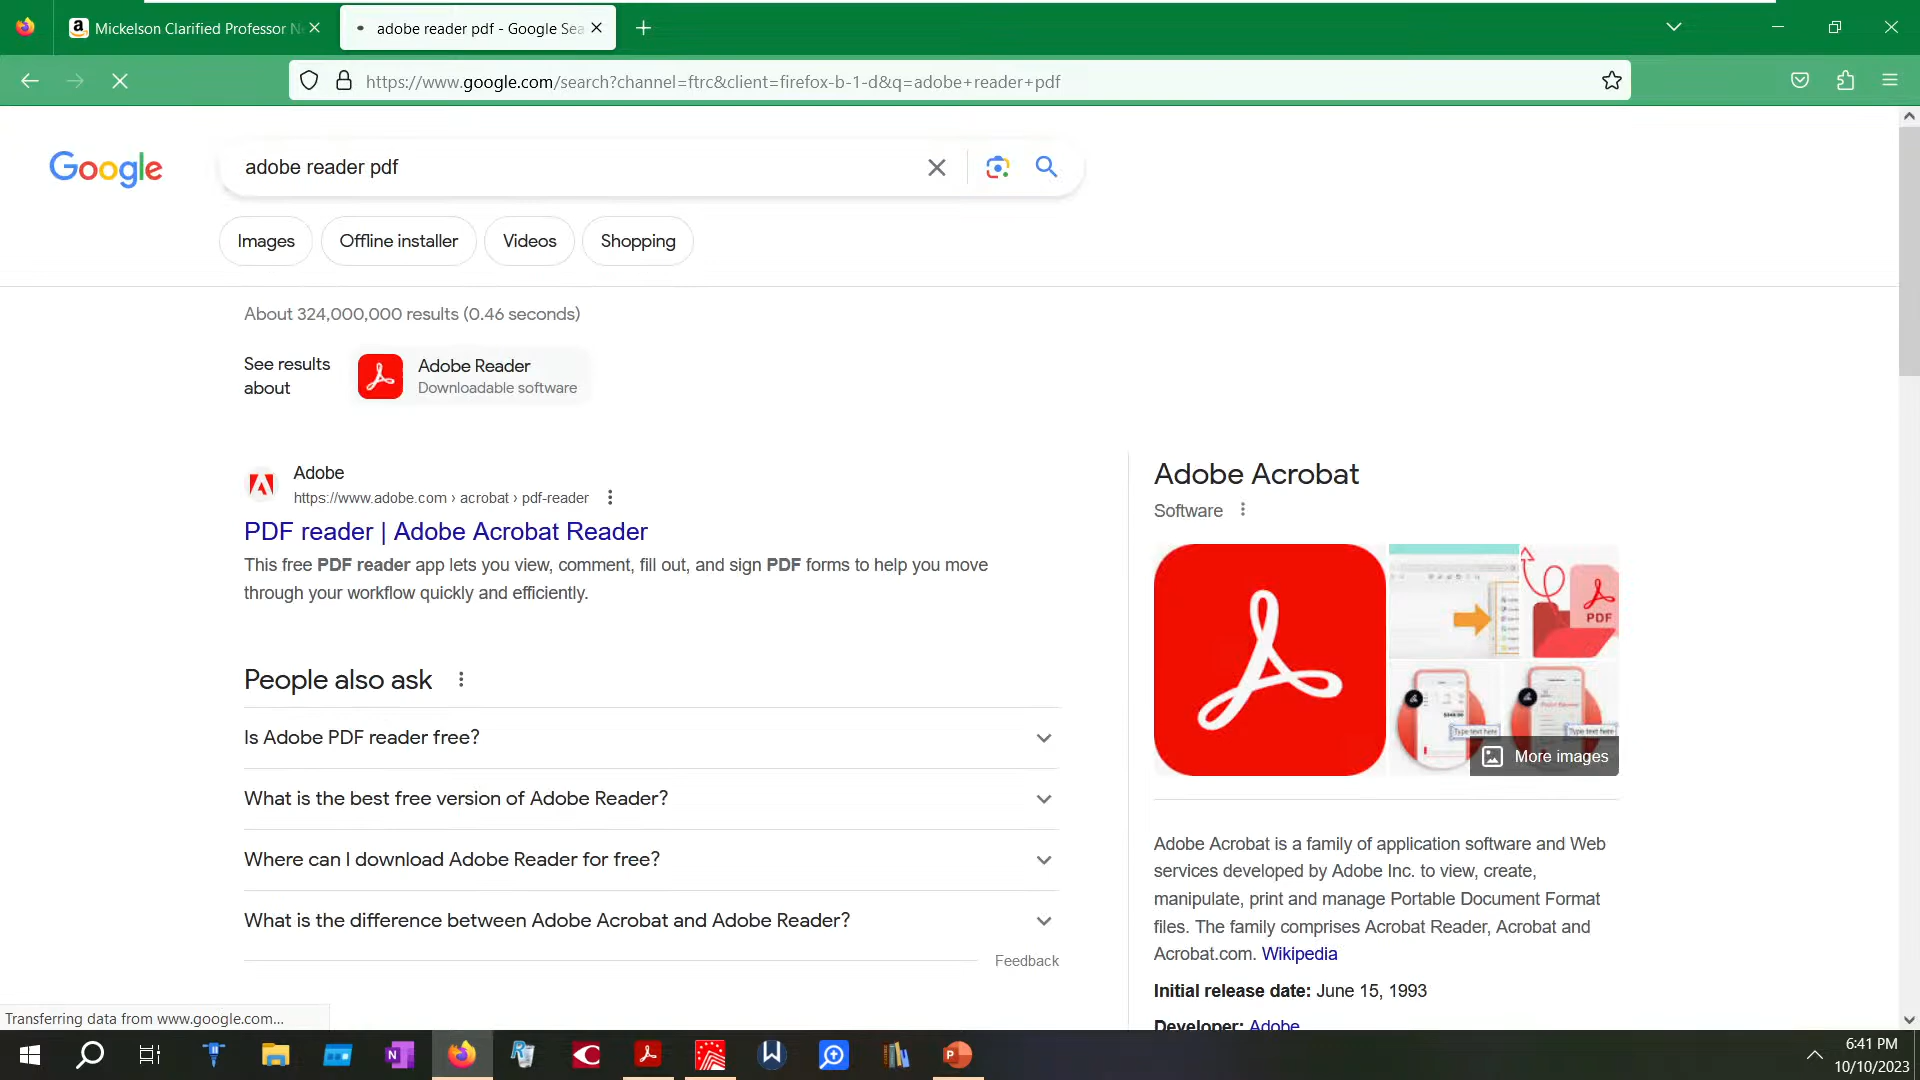 Mickelson Clarified Professor Ne
adobe reader pdf - Google Sea
https://www.google.com/search?channel=ftrc&client=firefox-b-1-d&q=adobe+reader+pdf
Google
adobe reader pdf
Images
Offline installer
Videos
Shopping
About 324,000,000 results (0.46 seconds)
See results
about
Adobe Reader
Downloadable software
Adobe
https://www.adobe.com › acrobat › pdf-reader
PDF reader | Adobe Acrobat Reader
This free PDF reader app lets you view, comment, fill out, and sign PDF forms to help you move
through your workflow quickly and efficiently.
People also ask
Is Adobe PDF reader free?
What is the best free version of Adobe Reader?
Where can I download Adobe Reader for free?
What is the difference between Adobe Acrobat and Adobe Reader?
Feedback
Adobe Acrobat
Software
PDF
Type text here
Type text here
More images
Adobe Acrobat is a family of application software and Web
services developed by Adobe Inc. to view, create,
manipulate, print and manage Portable Document Format
files. The family comprises Acrobat Reader, Acrobat and
Acrobat.com. Wikipedia
Initial release date: June 15, 1993
Developer: Adobe
Transferring data from www.google.com...
6:41 PM
10/10/2023